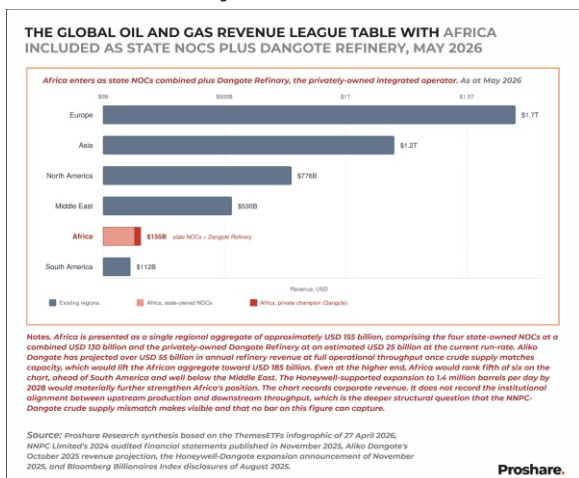 THE GLOBAL OIL AND GAS REVENUE LEAGUE TABLE WITH AFRICA
INCLUDED AS STATE NOCS PLUS DANGOTE REFINERY, MAY 2026
Africa enters as state NOCs combined plus Dangote Refinery, the privately-owned integrated operator. As at May 2026
$0B $500B $1T $1.5T
Europe $1.7T
Asia $1.2T
North America $776B
Middle East $530B
Africa $155B state NOCs + Dangote Refinery
South America $112B
Revenue, USD
Existing regions Africa, state-owned NOCs Africa, private champion (Dangote)
Notes. Africa is presented as a single regional aggregate of approximately USD 155 billion, comprising the four state-owned NOCs at a
combined USD 130 billion and the privately-owned Dangote Refinery at an estimated USD 25 billion at the current run-rate. Aliko
Dangote has projected over USD 55 billion in annual refinery revenue at full operational throughput once crude supply matches
capacity, which would lift the African aggregate toward USD 185 billion. Even at the higher end, Africa would rank fifth of six on the
chart, ahead of South America and well below the Middle East. The Honeywell-supported expansion to 1.4 million barrels per day by
2028 would materially further strengthen Africa's position. The chart records corporate revenue. It does not record the institutional
alignment between upstream production and downstream throughput, which is the deeper structural question that the NNPC-
Dangote crude supply mismatch makes visible and that no bar on this figure can capture.
Source: Proshare Research synthesis based on the ThemesETFs infographic of 27 April 2026,
NNPC Limited's 2024 audited financial statements published in November 2025, Aliko Dangote's
October 2025 revenue projection, the Honeywell-Dangote expansion announcement of November
2025, and Bloomberg Billionaires Index disclosures of August 2025.
Proshare.